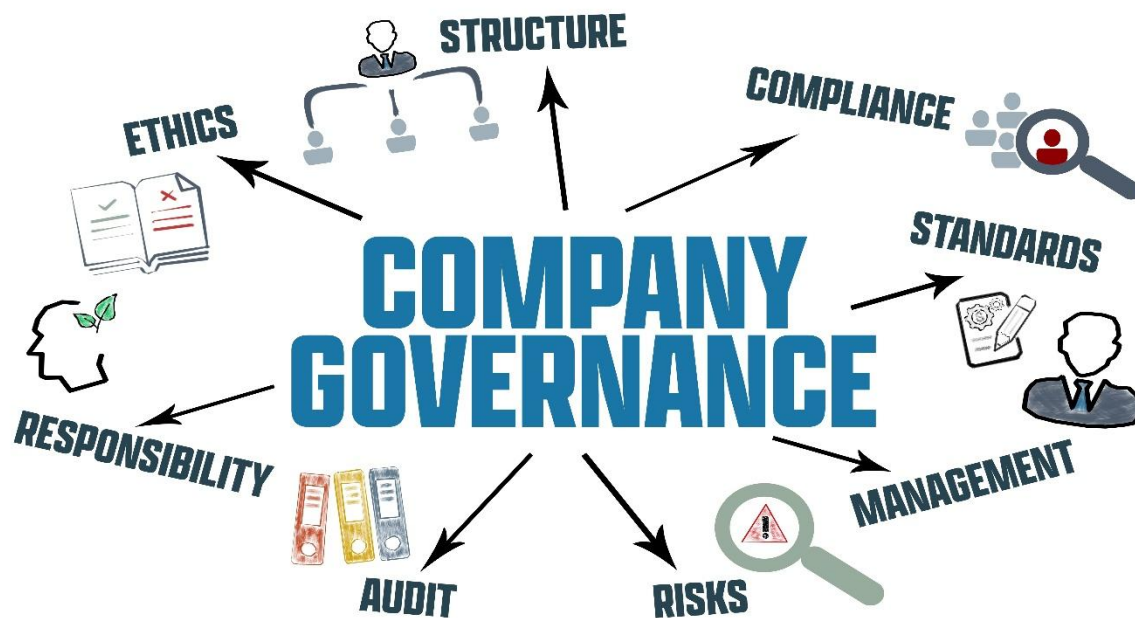 STRUCTURE
COMPLIANCE
ETHICS
STANDARDS
COMPANY
GOVERNANCE
RESPONSIBILITY
MANAGEMENT
AUDIT
RISKS